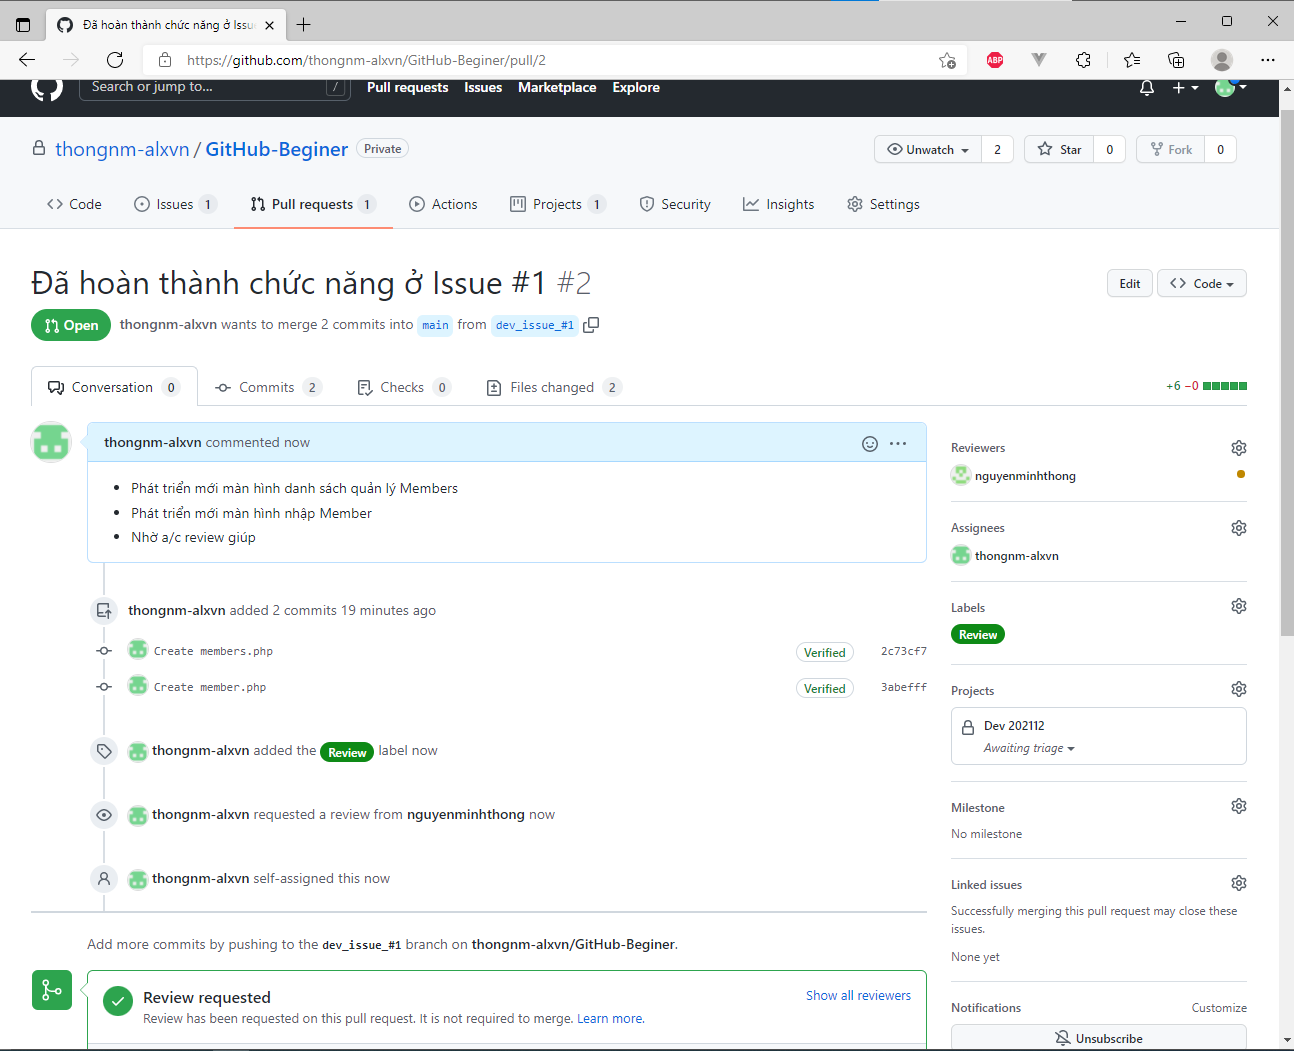 Đã hoàn thành chức năng ở Issu
https://github.com/thongnm-alxvn/GitHub-Beginer/pull/2
ABP
Search or jump to... / Pull requests Issues Marketplace Explore
thongnm-alxvn / GitHub-Beginer Private
Unwatch 2 Star 0 Fork 0
Code Issues 1 Pull requests 1 Actions Projects 1 Security Insights Settings
Đã hoàn thành chức năng ở Issue #1 #2
Edit Code
Open thongnm-alxvn wants to merge 2 commits into main from dev_issue_#1
Conversation 0 Commits 2 Checks 0 Files changed 2 +6 −0
thongnm-alxvn commented now
Phát triển mới màn hình danh sách quản lý Members
Phát triển mới màn hình nhập Member
Nhờ a/c review giúp
thongnm-alxvn added 2 commits 19 minutes ago
Create members.php Verified 2c73cf7
Create member.php Verified 3abefff
thongnm-alxvn added the Review label now
thongnm-alxvn requested a review from nguyenminhthong now
thongnm-alxvn self-assigned this now
Add more commits by pushing to the dev_issue_#1 branch on thongnm-alxvn/GitHub-Beginer.
Review requested
Show all reviewers
Review has been requested on this pull request. It is not required to merge. Learn more.
Reviewers
nguyenminhthong
Assignees
thongnm-alxvn
Labels
Review
Projects
Dev 202112
Awaiting triage
Milestone
No milestone
Linked issues
Successfully merging this pull request may close these
issues.
None yet
Notifications Customize
Unsubscribe